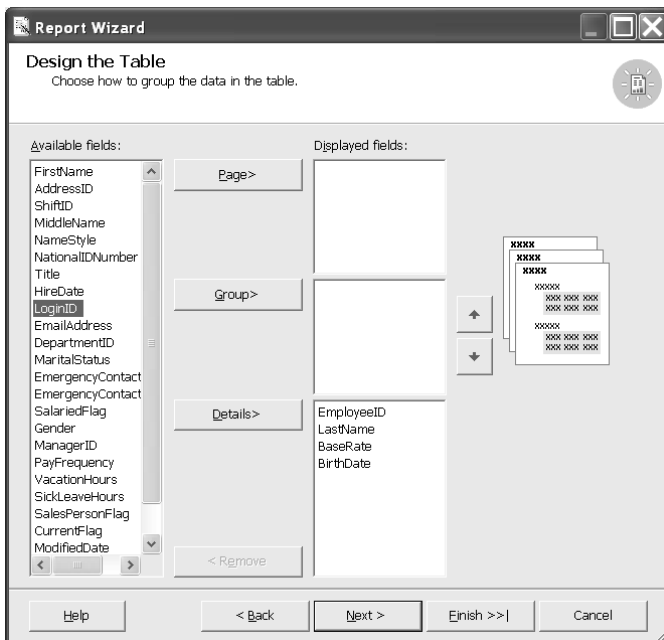 Report Wizard
Design the Table
Choose how to group the data in the table.
Available fields:
FirstName
AddressID
ShiftID
MiddleName
NameStyle
NationalIDNumber
Title
HireDate
LoginID
EmailAddress
DepartmentID
MaritalStatus
EmergencyContact
EmergencyContact
SalariedFlag
Gender
ManagerID
PayFrequency
VacationHours
SickLeaveHours
SalesPersonFlag
CurrentFlag
ModifiedDate
Page>
Group>
Details>
< Remove
Displayed fields:
EmployeeID
LastName
BaseRate
BirthDate
xxxx
xxxx
xxxx
xxxxx
xxx xxx xxx
xxx xxx xxx
xxxxx
xxx xxx xxx
xxx xxx xxx
Help
< Back
Next >
Finish >>|
Cancel